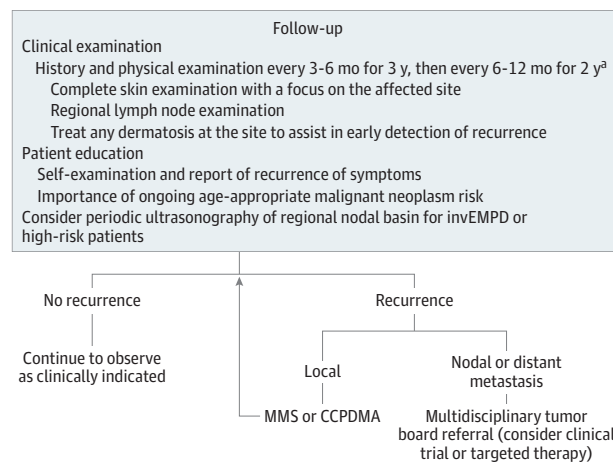 Follow-up
Clinical examination
History and physical examination every 3-6 mo for 3 y, then every 6-12 mo for 2 yª
Complete skin examination with a focus on the affected site
Regional lymph node examination
Treat any dermatosis at the site to assist in early detection of recurrence
Patient education
Self-examination and report of recurrence of symptoms
Importance of ongoing age-appropriate malignant neoplasm risk
Consider periodic ultrasonography of regional nodal basin for invEMPD or
high-risk patients
No recurrence
Recurrence
Continue to observe
as clinically indicated
Local
Nodal or distant
metastasis
MMS or CCPDMA
Multidisciplinary tumor
board referral (consider clinical
trial or targeted therapy)